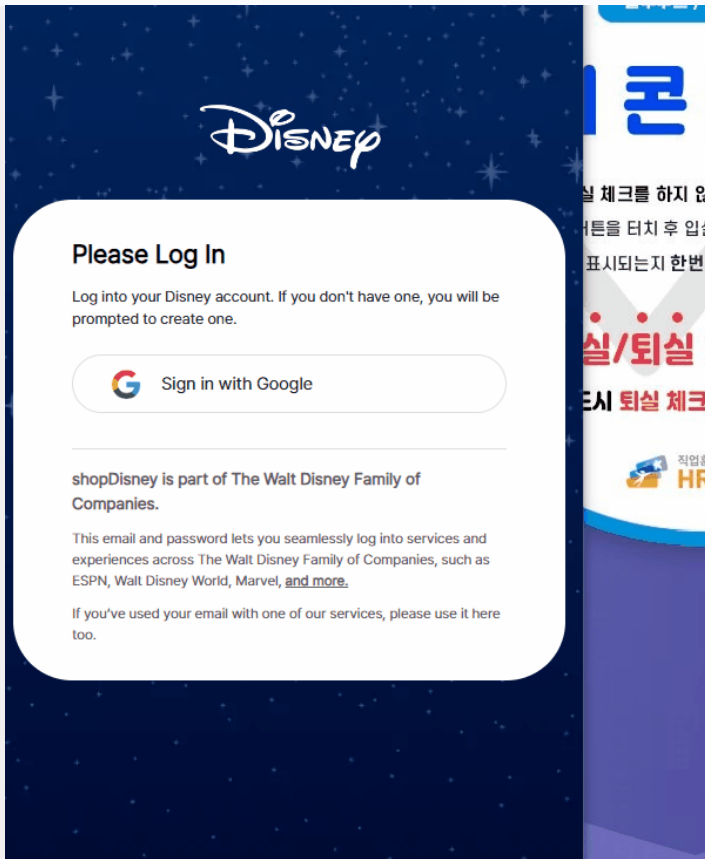 Disney
Please Log In
Log into your Disney account. If you don't have one, you will be
prompted to create one.
Sign in with Google
shopDisney is part of The Walt Disney Family of
Companies.
This email and password lets you seamlessly log into services and
experiences across The Walt Disney Family of Companies, such as
ESPN, Walt Disney World, Marvel, and more.
If you've used your email with one of our services, please use it here
too.
콘
체크를 하지
버튼을 터치 후
표시되는지 한번
실/퇴실
퇴실 체크
직업
HR